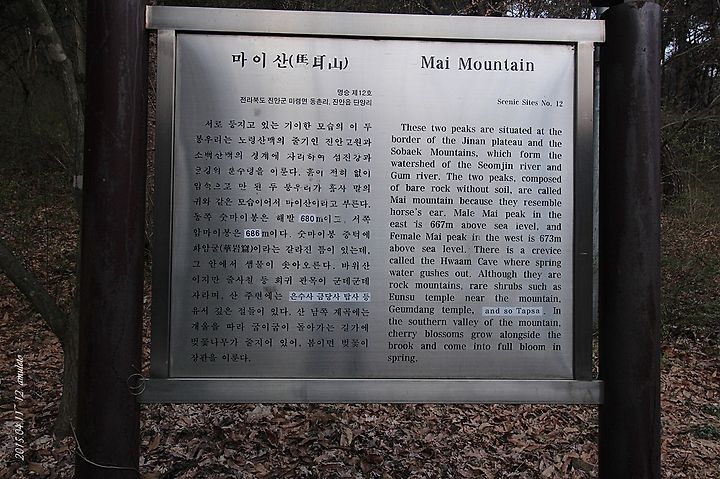 마이산(馬耳山)
명승 제12호
전라북도 진안군 마령면 동촌리, 진안읍 단양리
서로 등지고 있는 기이한 모습의 이 두
봉우리는 노령산맥의 줄기인 진안고원과
소백산맥의 경계에 자리하여 섬진강과
금강의 분수령을 이룬다. 흙이 전혀 없이
암석으로 만 된 두 봉우리가 흡사 말의
귀와 같은 모습이어서 마이산이라고 부른다.
동쪽 숫마이봉은 해발 680m이고, 서쪽
암마이봉은 686m이다. 숫마이봉 중턱에
화암굴(華岩窟)이라는 갈라진 틈이 있는데,
그 안에서 샘물이 솟아오른다. 바위산
이지만 줄사철 등 희귀 관목이 군데군데
자라며, 산 주변에는 은수사 금당사 탑사 등
유서 깊은 절들이 있다. 산 남쪽 계곡에는
개울을 따라 굽이굽이 돌아가는 길가에
벚꽃나무가 줄지어 있어, 봄이면 벚꽃이
장관을 이룬다.
Mai Mountain
Scenic Sites No. 12
These two peaks are situated at the
border of the Jinan plateau and the
Sobaek Mountains, which form the
watershed of the Seomjin river and
Gum river. The two peaks, composed
of bare rock without soil, are called
Mai mountain because they resemble
horse's ear. Male Mai peak in the
east is 667m above sea level, and
Female Mai peak in the west is 673m
above sea level. There is a crevice
called the Hwaam Cave where spring
water gushes out. Although they are
rock mountains, rare shrubs such as
Eunsu temple near the mountain,
Geumdang temple, and so Tapsa. In
the southern valley of the mountain,
cherry blossoms grow alongside the
brook and come into full bloom in
spring.
2015.04.11 - 12 amuldo